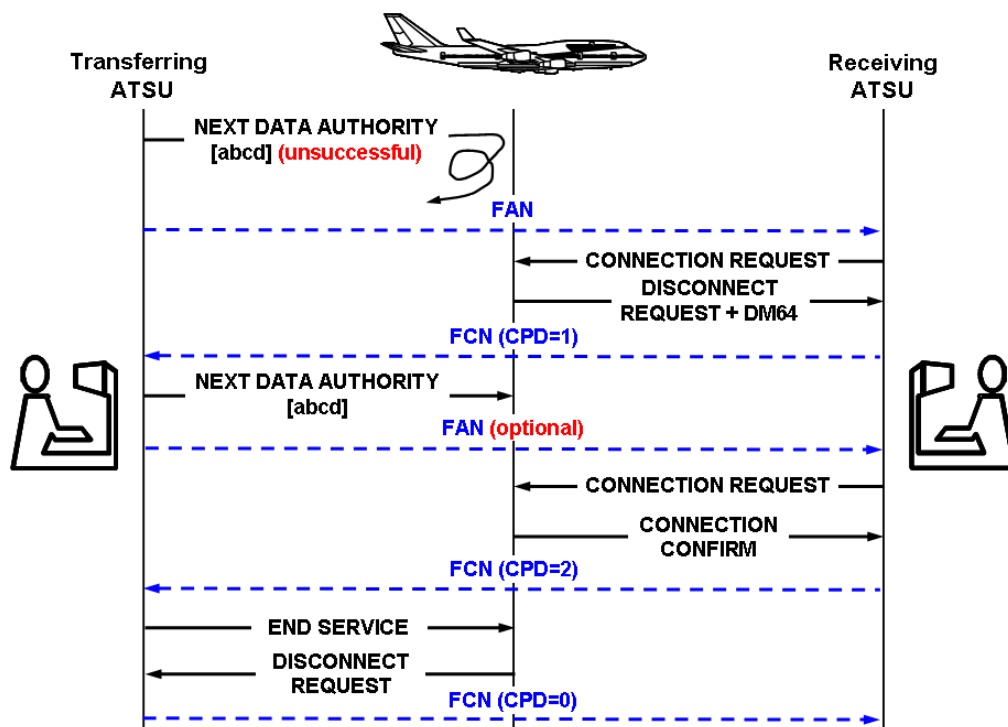 Transferring
ATSU
Receiving
ATSU
NEXT DATA AUTHORITY
[abcd] (unsuccessful)
FAN
CONNECTION REQUEST
DISCONNECT
REQUEST + DM64
FCN (CPD=1)
NEXT DATA AUTHORITY
[abcd]
FAN (optional)
CONNECTION REQUEST
CONNECTION
CONFIRM
FCN (CPD=2)
END SERVICE
DISCONNECT
REQUEST
FCN (CPD=0)